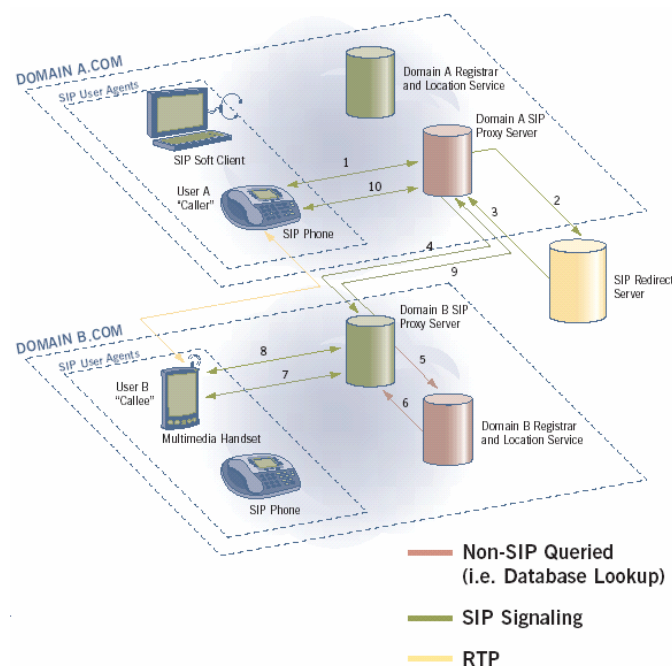 DOMAIN A.COM
SIP User Agents
SIP Soft Client
User A
"Caller"
SIP Phone
Domain A Registrar
and Location Service
Domain A SIP
Proxy Server
1
10
2
3
4
9
SIP Redirect
Server
DOMAIN B.COM
SIP User Agents
User B
"Callee"
Multimedia Handset
SIP Phone
Domain B SIP
Proxy Server
8
7
5
6
Domain B Registrar
and Location Service
Non-SIP Queried
(i.e. Database Lookup)
SIP Signaling
RTP